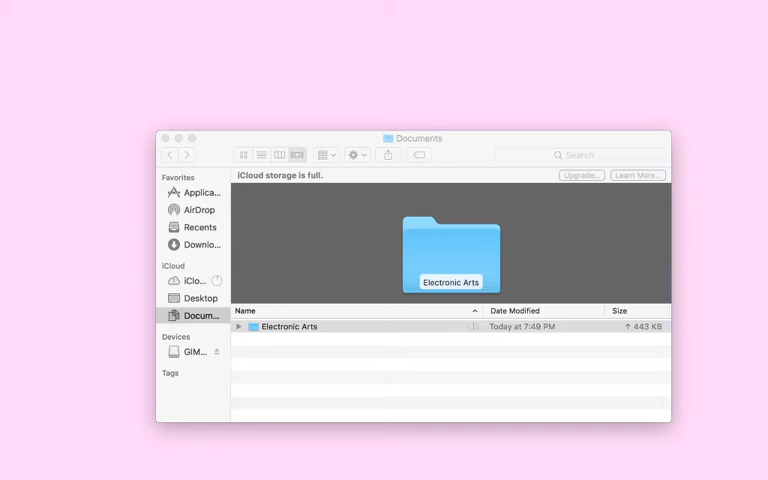 Documents
Search
Favorites
iCloud storage is full.
Upgrade...
Learn More...
Applica...
AirDrop
Recents
Downlo...
iCloud
iClo...
Desktop
Docum...
Devices
GIM...
Tags
Electronic Arts
Name
Date Modified
Size
Electronic Arts
Today at 7:49 PM
443 KB